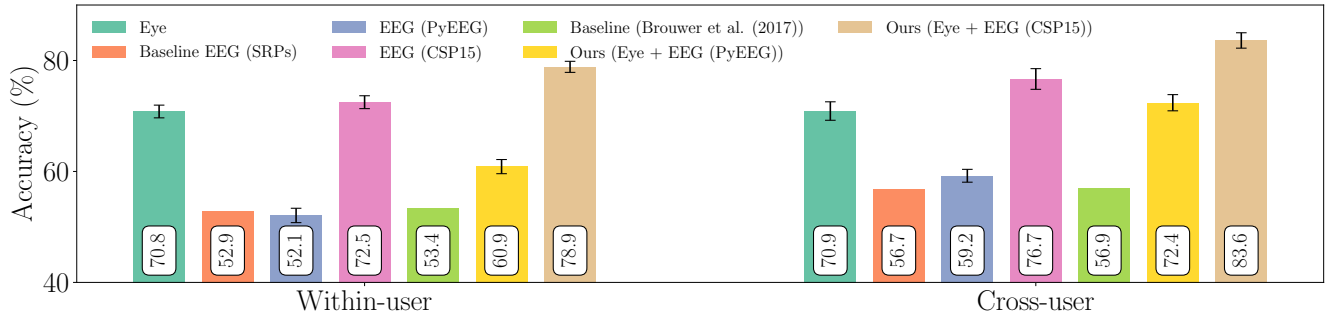 Eye
EEG (PyEEG)
Baseline (Brouwer et al. (2017))
Ours (Eye + EEG (CSP15))
Baseline EEG (SRPs)
EEG (CSP15)
Ours (Eye + EEG (PyEEG))
Accuracy (%)
80
60
40
70.8
52.9
52.1
72.5
53.4
60.9
78.9
70.9
56.7
59.2
76.7
56.9
72.4
83.6
Within-user
Cross-user